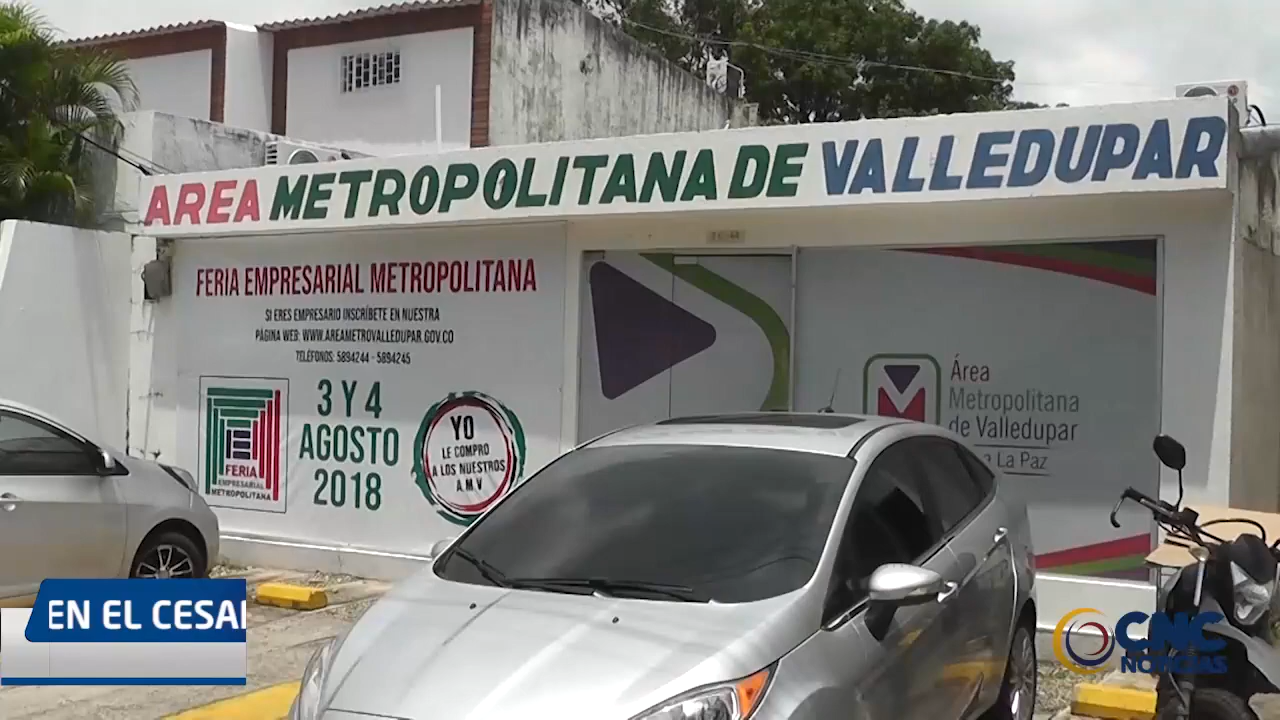 AREA METROPOLITANA DE VALLEDUPAR
FERIA EMPRESARIAL METROPOLITANA
SI ERES EMPRESARIO INSCRÍBETE EN NUESTRA
PÁGINA WEB: WWW.AREAMETROVALLEDUPAR.GOV.CO
TELÉFONOS: 5894244 - 5894245
FERIA
EMPRESARIAL
METROPOLITANA
3 Y 4
AGOSTO
2018
YO
LE COMPRO
A LOS NUESTROS
A.M.V
Área
Metropolitana
de Valledupar
La Paz
EN EL CESAR
CNC
NOTICIAS